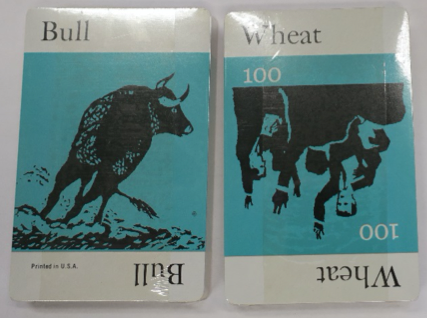 Bull
Printed in U.S.A.
Bull
Wheat
100
100
Wheat